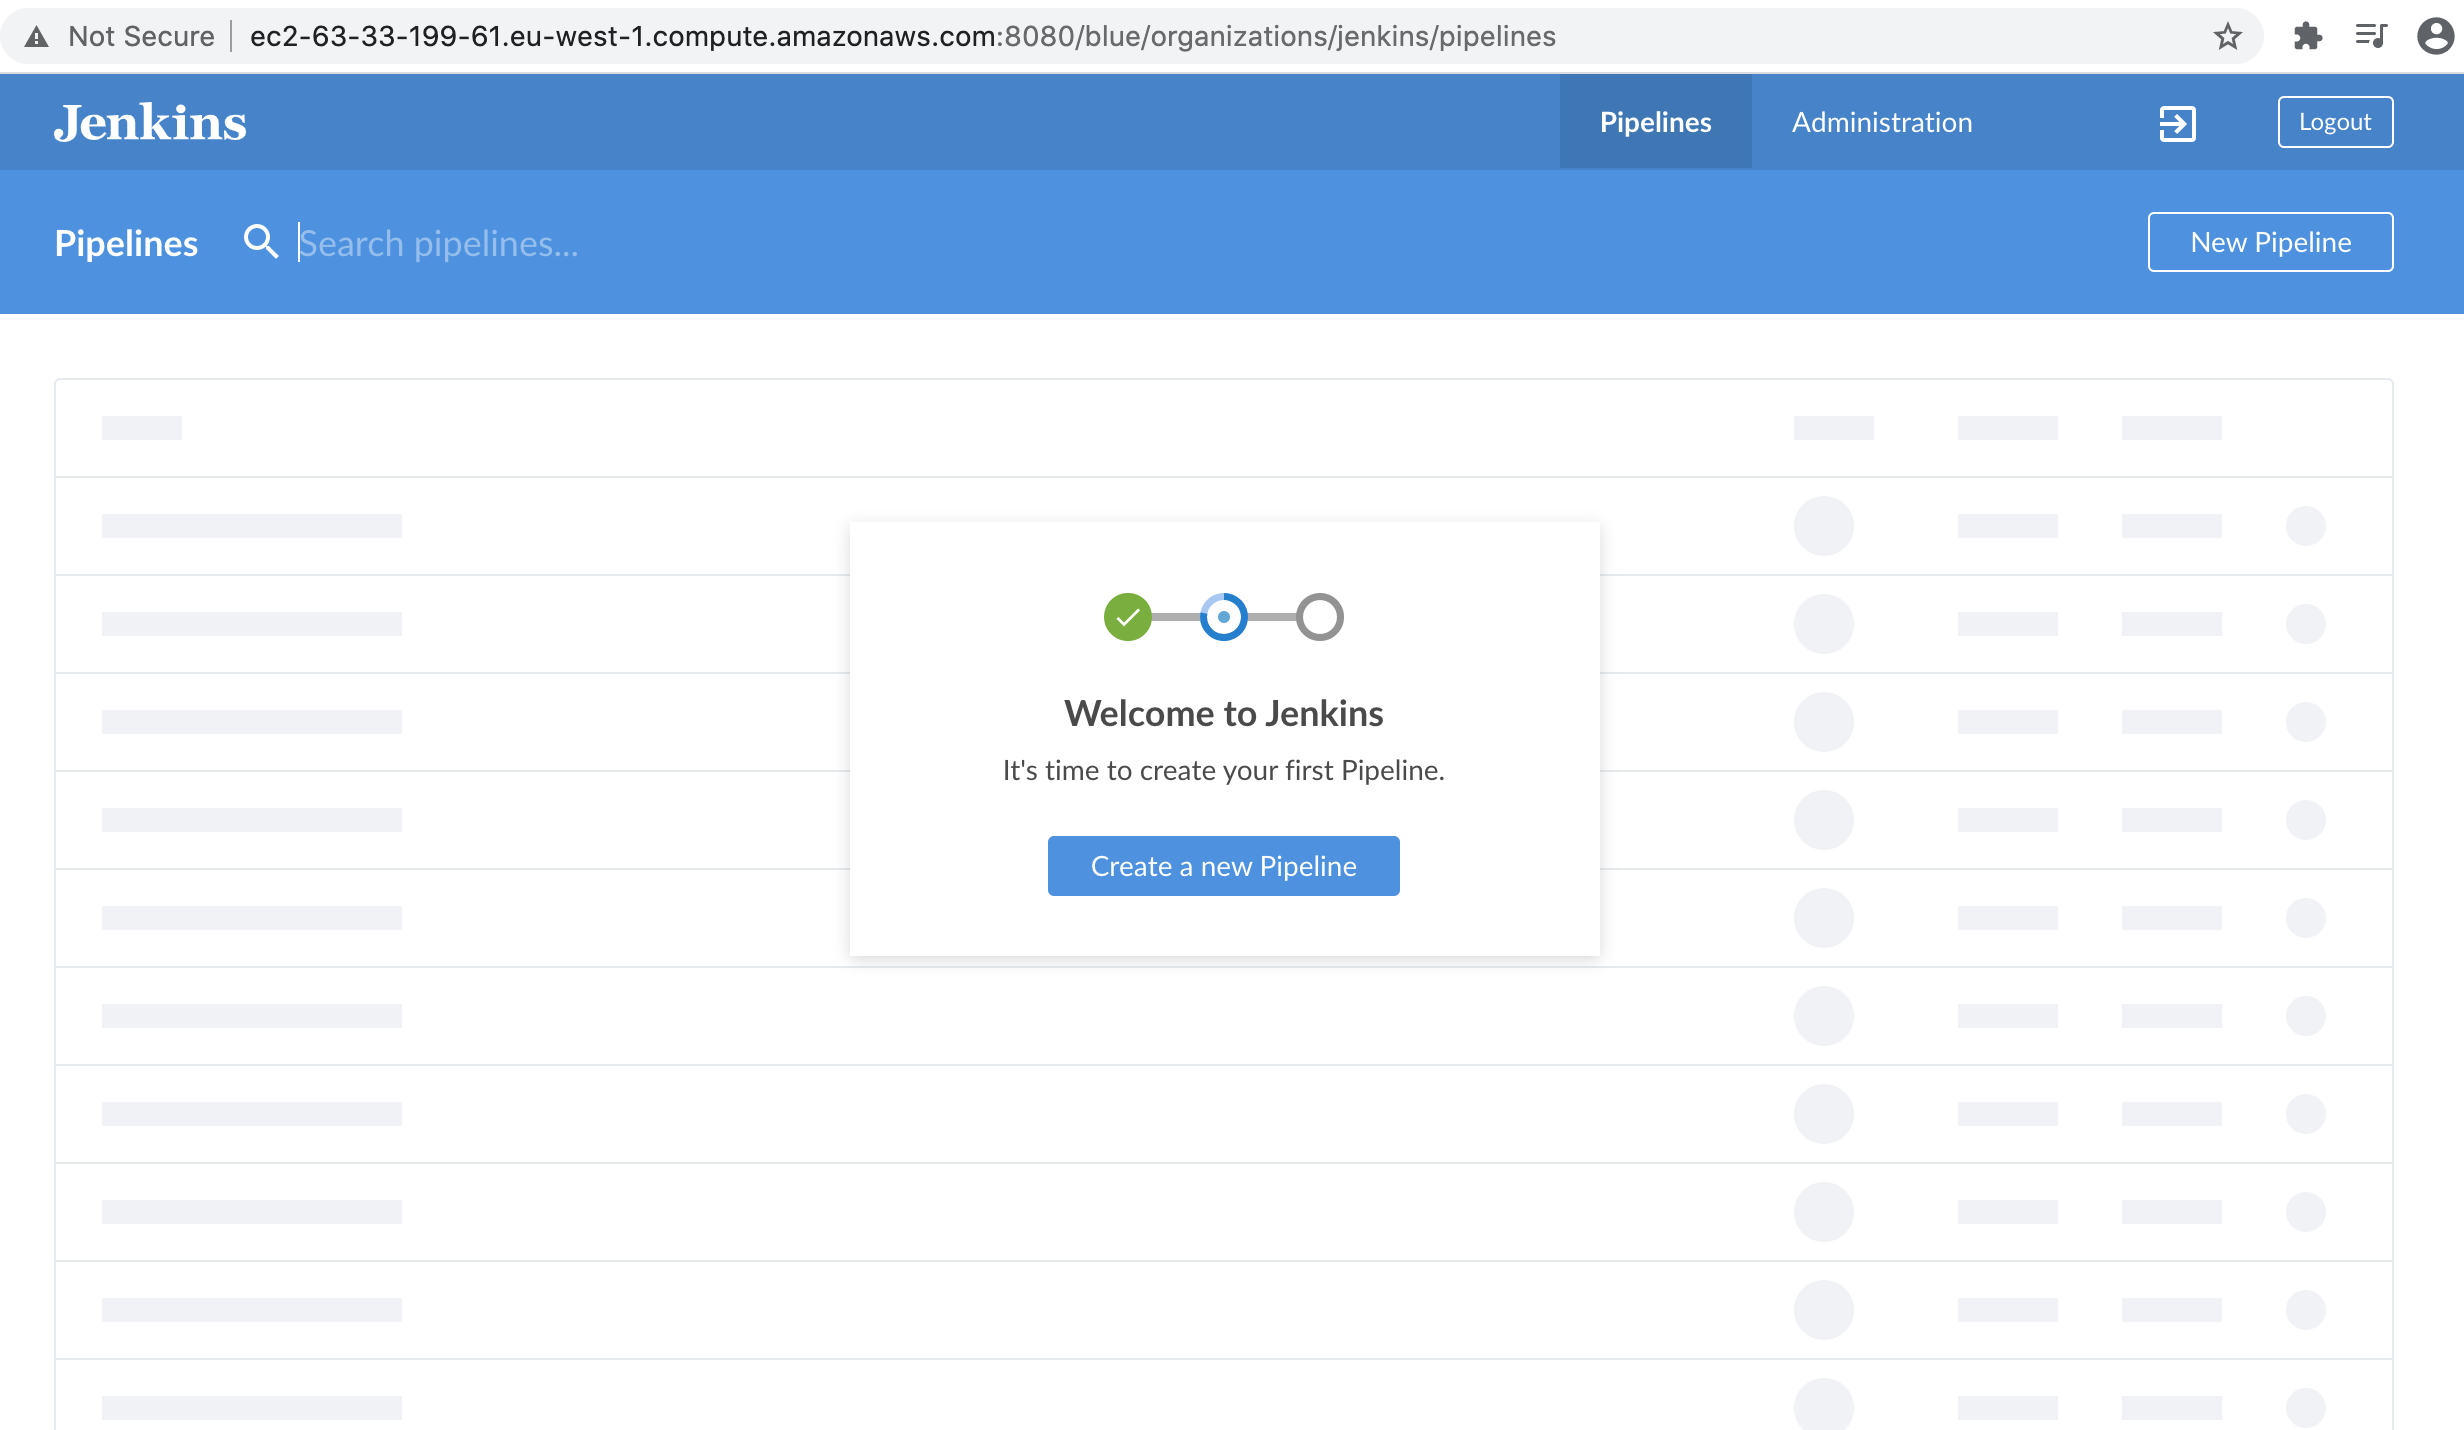 Not Secure ec2-63-33-199-61.eu-west-1.compute.amazonaws.com:8080/blue/organizations/jenkins/pipelines
Jenkins Pipelines Administration Logout
Pipelines Search pipelines... New Pipeline
Welcome to Jenkins
It's time to create your first Pipeline.
Create a new Pipeline